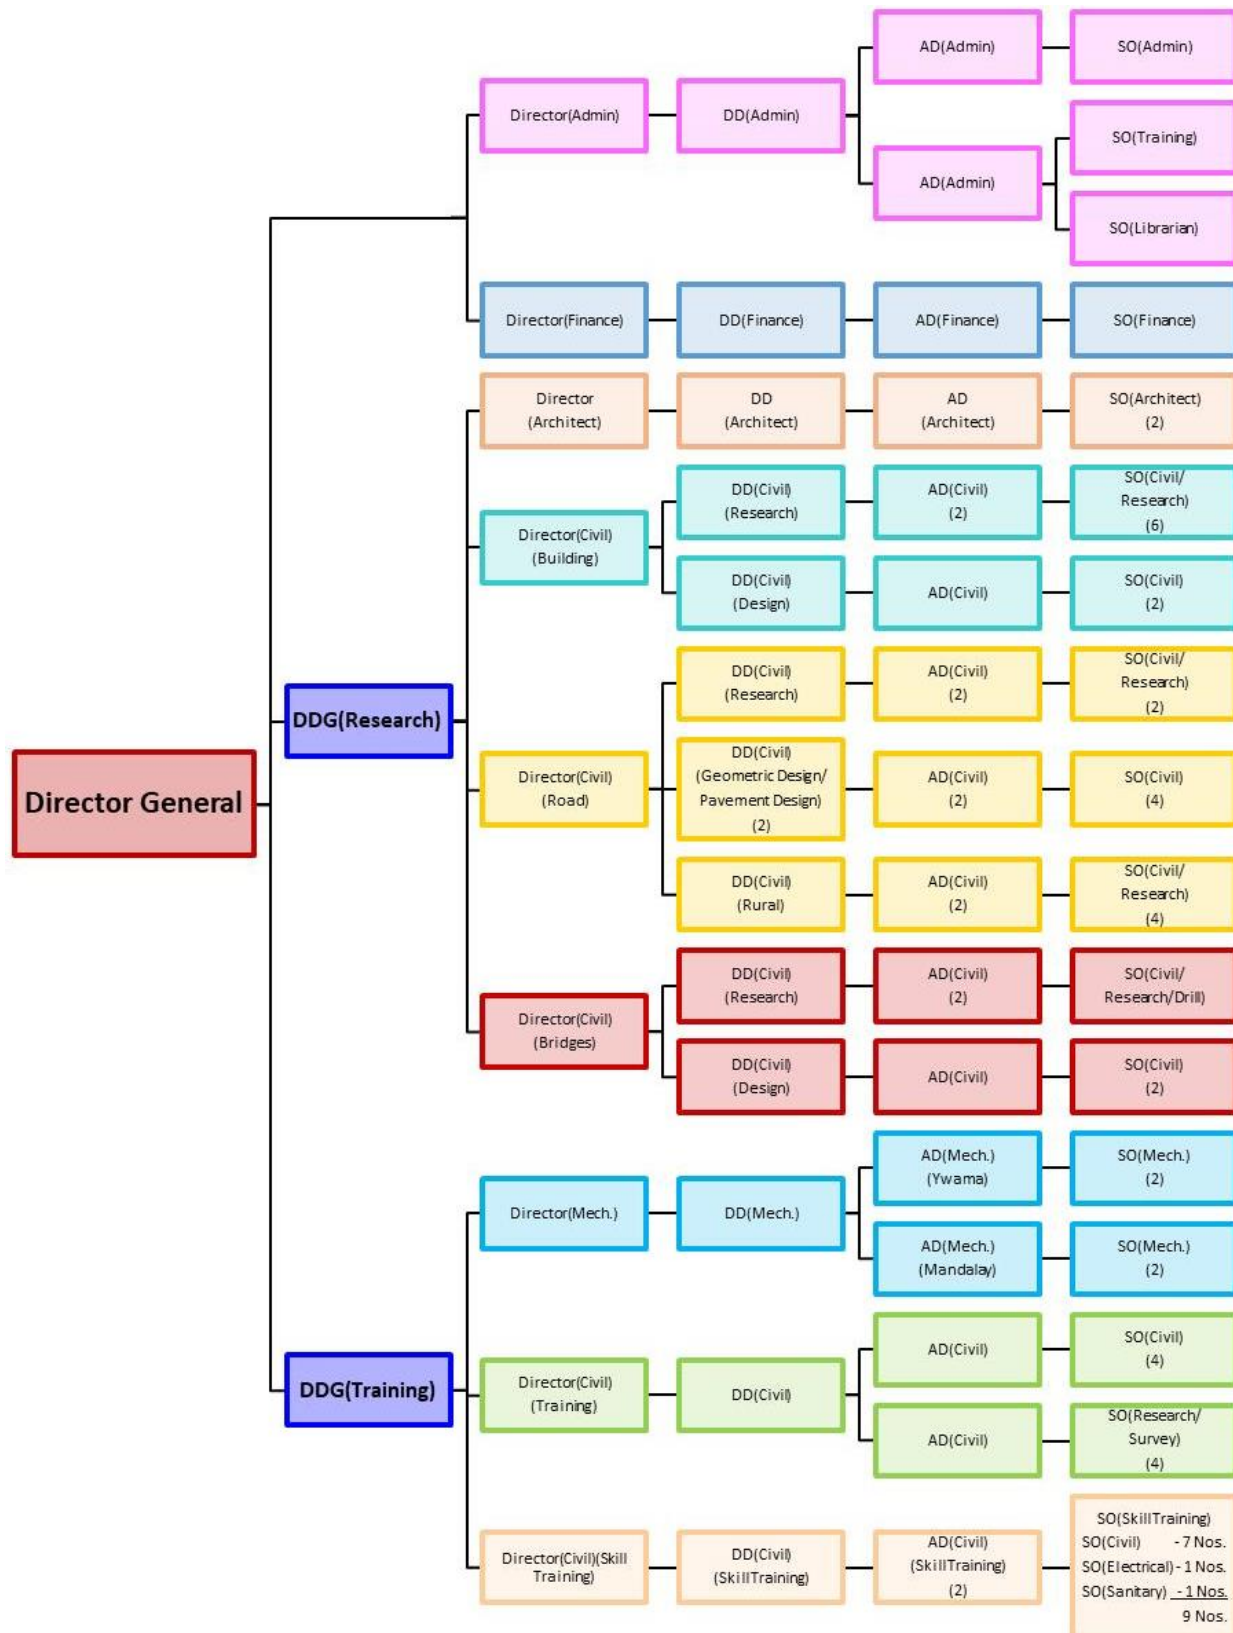 AD(Admin)
SO(Admin)
Director(Admin)
DD(Admin)
SO(Training)
AD(Admin)
SO(Librarian)
Director(Finance)
DD(Finance)
AD(Finance)
SO(Finance)
Director
(Architect)
DD
(Architect)
AD
(Architect)
SO(Architect)
(2)
DD(Civil)
(Research)
AD(Civil)
(2)
SO(Civil/
Research)
(6)
Director(Civil)
(Building)
DD(Civil)
(Design)
AD(Civil)
SO(Civil)
(2)
DD(Civil)
(Research)
AD(Civil)
(2)
SO(Civil/
Research)
(2)
DDG(Research)
Director General
Director(Civil)
(Road)
DD(Civil)
(Geometric Design/
Pavement Design)
(2)
AD(Civil)
(2)
SO(Civil)
(4)
DD(Civil)
(Rural)
AD(Civil)
(2)
SO(Civil/
Research)
(4)
DD(Civil)
(Research)
AD(Civil)
(2)
SO(Civil/
Research/Drill)
Director(Civil)
(Bridges)
DD(Civil)
(Design)
AD(Civil)
SO(Civil)
(2)
AD(Mech.)
(Ywama)
SO(Mech.)
(2)
Director(Mech.)
DD(Mech.)
AD(Mech.)
(Mandalay)
SO(Mech.)
(2)
AD(Civil)
SO(Civil)
(4)
DDG(Training)
Director(Civil)
(Training)
DD(Civil)
AD(Civil)
SO(Research/
Survey)
(4)
Director(Civil)(Skill
Training)
DD(Civil)
(SkillTraining)
AD(Civil)
(SkillTraining)
(2)
SO(SkillTraining)
SO(Civil) - 7 Nos.
SO(Electrical) - 1 Nos.
SO(Sanitary) - 1 Nos.
9 Nos.